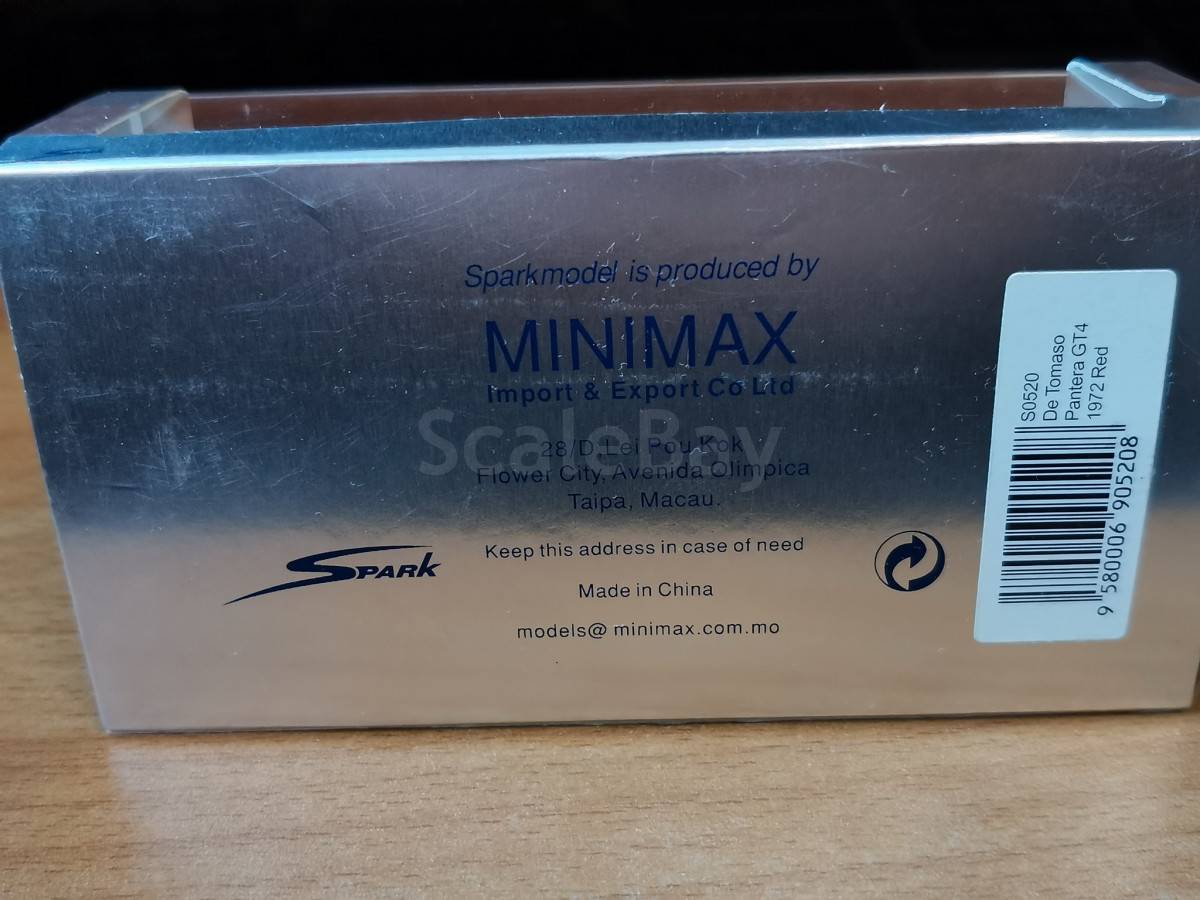 Sparkmodel is produced by
MINIMAX
Import & Export Co Ltd
28/D Lei Pou Kok
Flower City, Avenida Olimpica
Taipa, Macau.
Keep this address in case of need
Made in China
models@ minimax.com.mo
SPARK
S0520
De Tomaso
Pantera GT4
1972 Red
9 580006 905208
ScaleBay